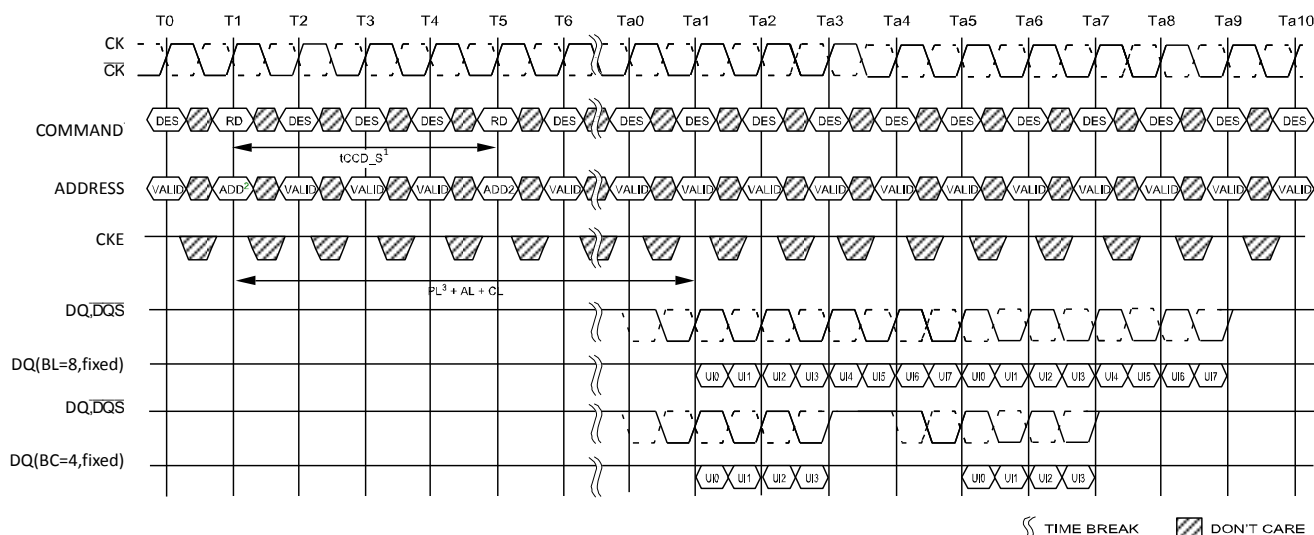 T0 T1 T2 T3 T4 T5 T6 Ta0 Ta1 Ta2 Ta3 Ta4 Ta5 Ta6 Ta7 Ta8 Ta9 Ta10
CK
CK
COMMAND
DES RD DES DES DES RD DES DES DES DES DES DES DES DES DES DES DES DES
tCCD_S1
ADDRESS
VALID ADD2 VALID VALID VALID ADD2 VALID VALID VALID VALID VALID VALID VALID VALID VALID VALID VALID VALID
CKE
PL3 + AL + CL
DQ,DQS
DQ(BL=8,fixed)
UI0 UI1 UI2 UI3 UI4 UI5 UI6 UI7 UI0 UI1 UI2 UI3 UI4 UI5 UI6 UI7
DQ,DQS
DQ(BC=4,fixed)
UI0 UI1 UI2 UI3 UI0 UI1 UI2 UI3
TIME BREAK DON'T CARE